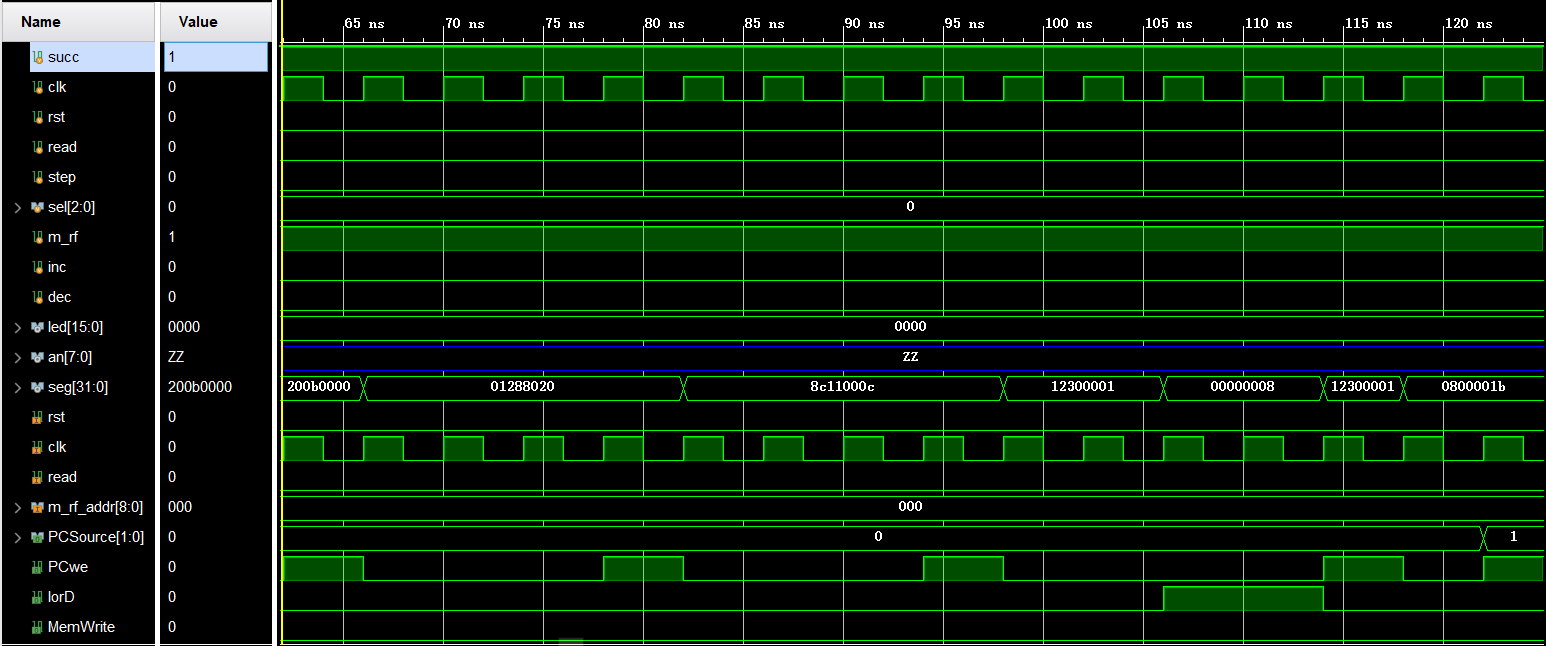 Name Value 65 ns 70 ns 75 ns 80 ns 85 ns 90 ns 95 ns 100 ns 105 ns 110 ns 115 ns 120 ns
succ 1
clk 0
rst 0
read 0
step 0
sel[2:0] 0 0
m_rf 1
inc 0
dec 0
led[15:0] 0000 0000
an[7:0] ZZ ZZ
seg[31:0] 200b0000 200b0000 01288020 8c11000c 12300001 00000008 12300001 0800001b
rst 0
clk 0
read 0
m_rf_addr[8:0] 000 000
PCSource[1:0] 0 0 1
PCwe 0
IorD 0
MemWrite 0